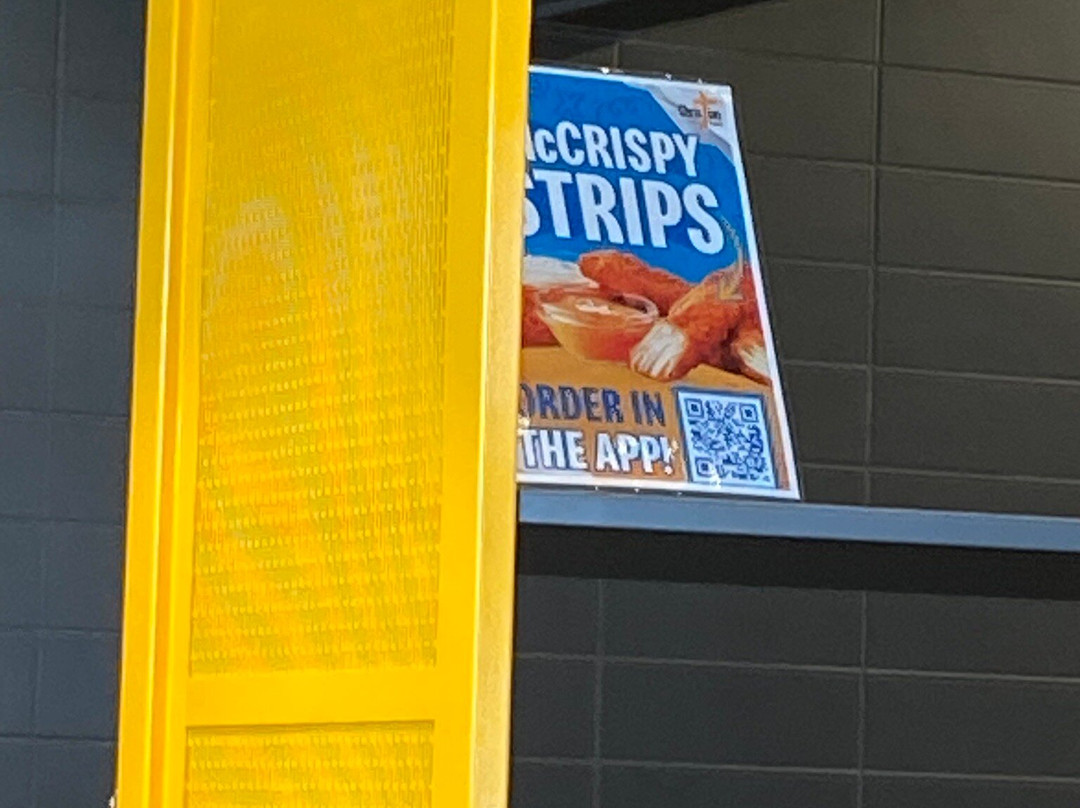 cCRISPY
STRIPS
ORDER IN
THE APP!